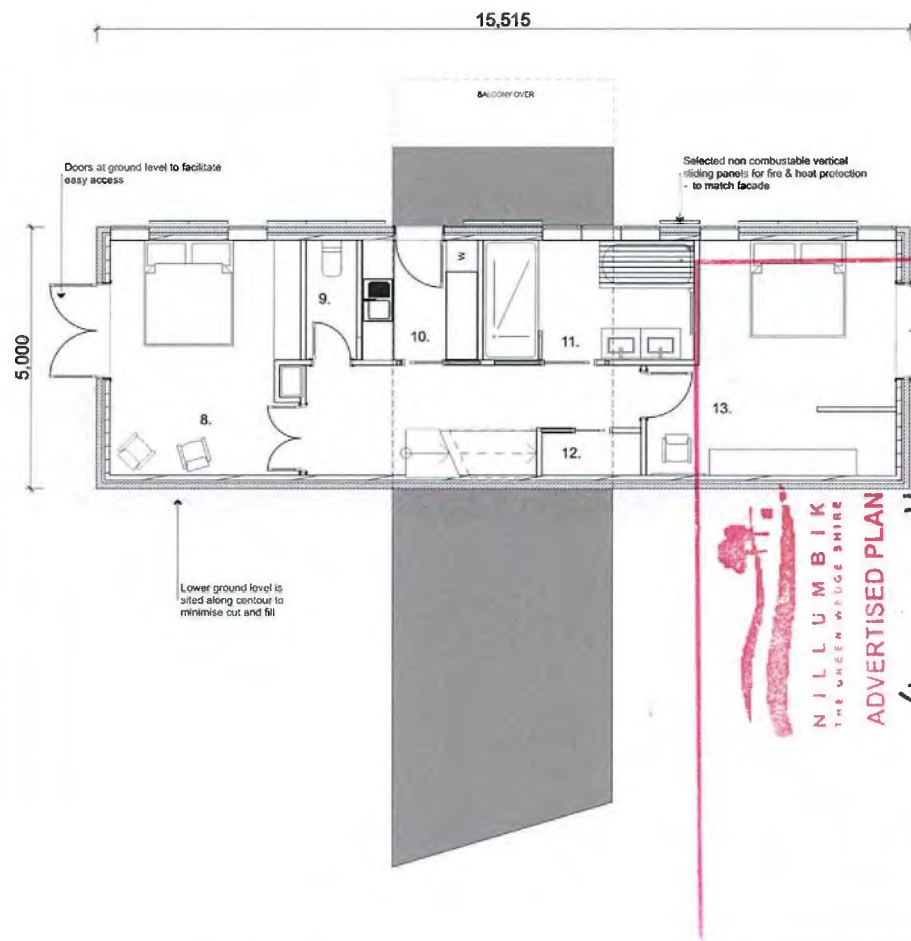 15,515
BALCONY OVER
Doors at ground level to facilitate
easy access
Selected non combustable vertical
sliding panels for fire & heat protection
- to match facade
5,000
W
8.
9.
10.
11.
12.
13.
Lower ground level is
sited along contour to
minimise cut and fill
NILLUMBIK
THE GREEN WEDGE SHIRE
ADVERTISED PLAN